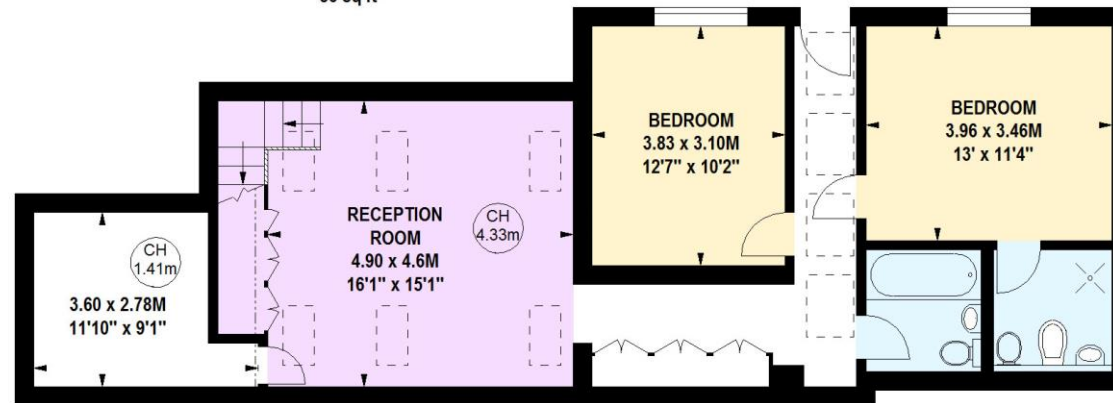 BEDROOM
3.83 x 3.10M
12'7" x 10'2"
BEDROOM
3.96 x 3.46M
13' x 11'4"
RECEPTION
ROOM
4.90 x 4.6M
16'1" x 15'1"
CH
4.33m
CH
1.41m
3.60 x 2.78M
11'10" x 9'1"